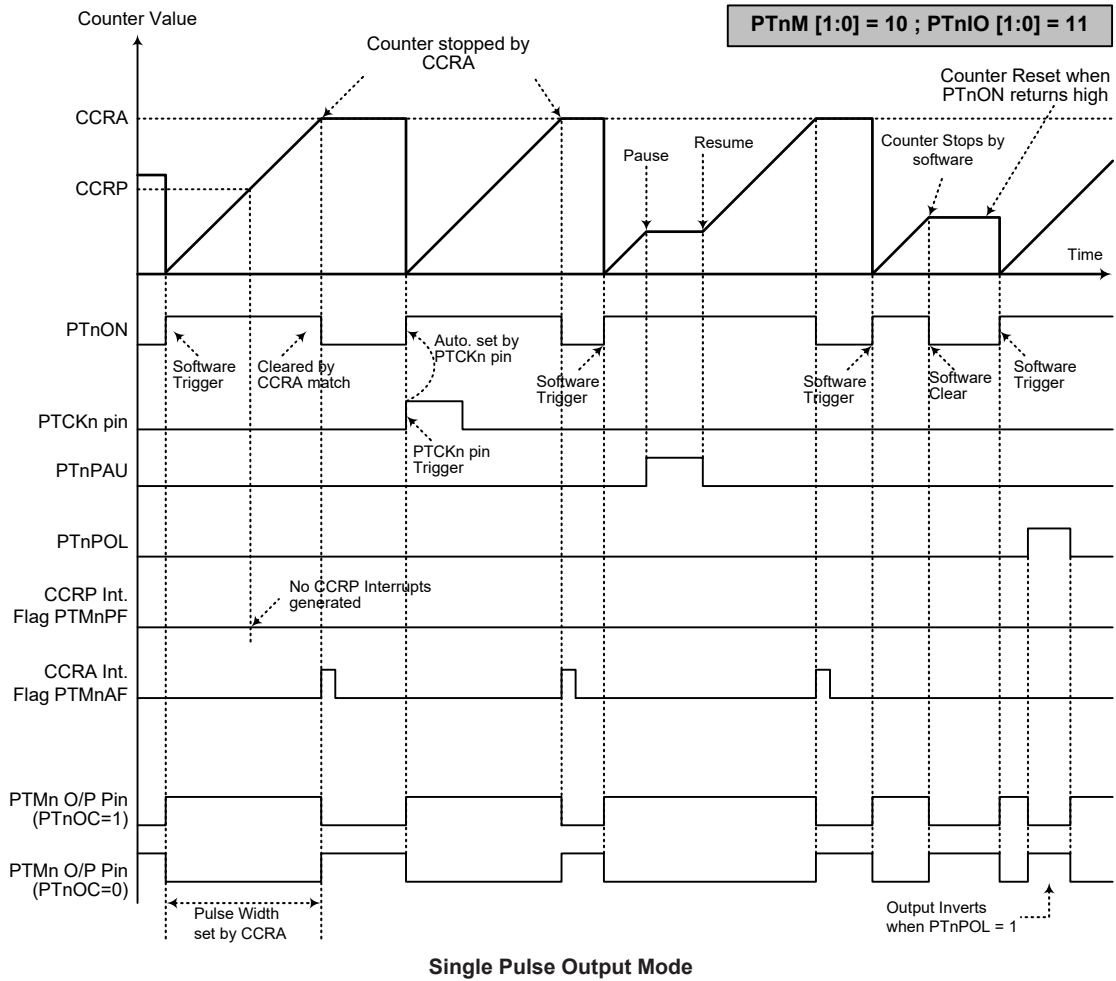 Counter Value
PTnM [1:0] = 10 ; PTnIO [1:0] = 11
Counter stopped by
CCRA
Counter Reset when
PTnON returns high
CCRA
Pause
Resume
Counter Stops by
software
CCRP
Time
PTnON
Software
Trigger
Cleared by
CCRA match
Auto. set by
PTCKn pin
Software
Trigger
Software
Trigger
Software
Clear
Software
Trigger
PTCKn pin
PTCKn pin
Trigger
PTnPAU
PTnPOL
CCRP Int.
Flag PTMnPF
No CCRP Interrupts
generated
CCRA Int.
Flag PTMnAF
PTMn O/P Pin
(PTnOC=1)
PTMn O/P Pin
(PTnOC=0)
Pulse Width
set by CCRA
Output Inverts
when PTnPOL = 1
Single Pulse Output Mode